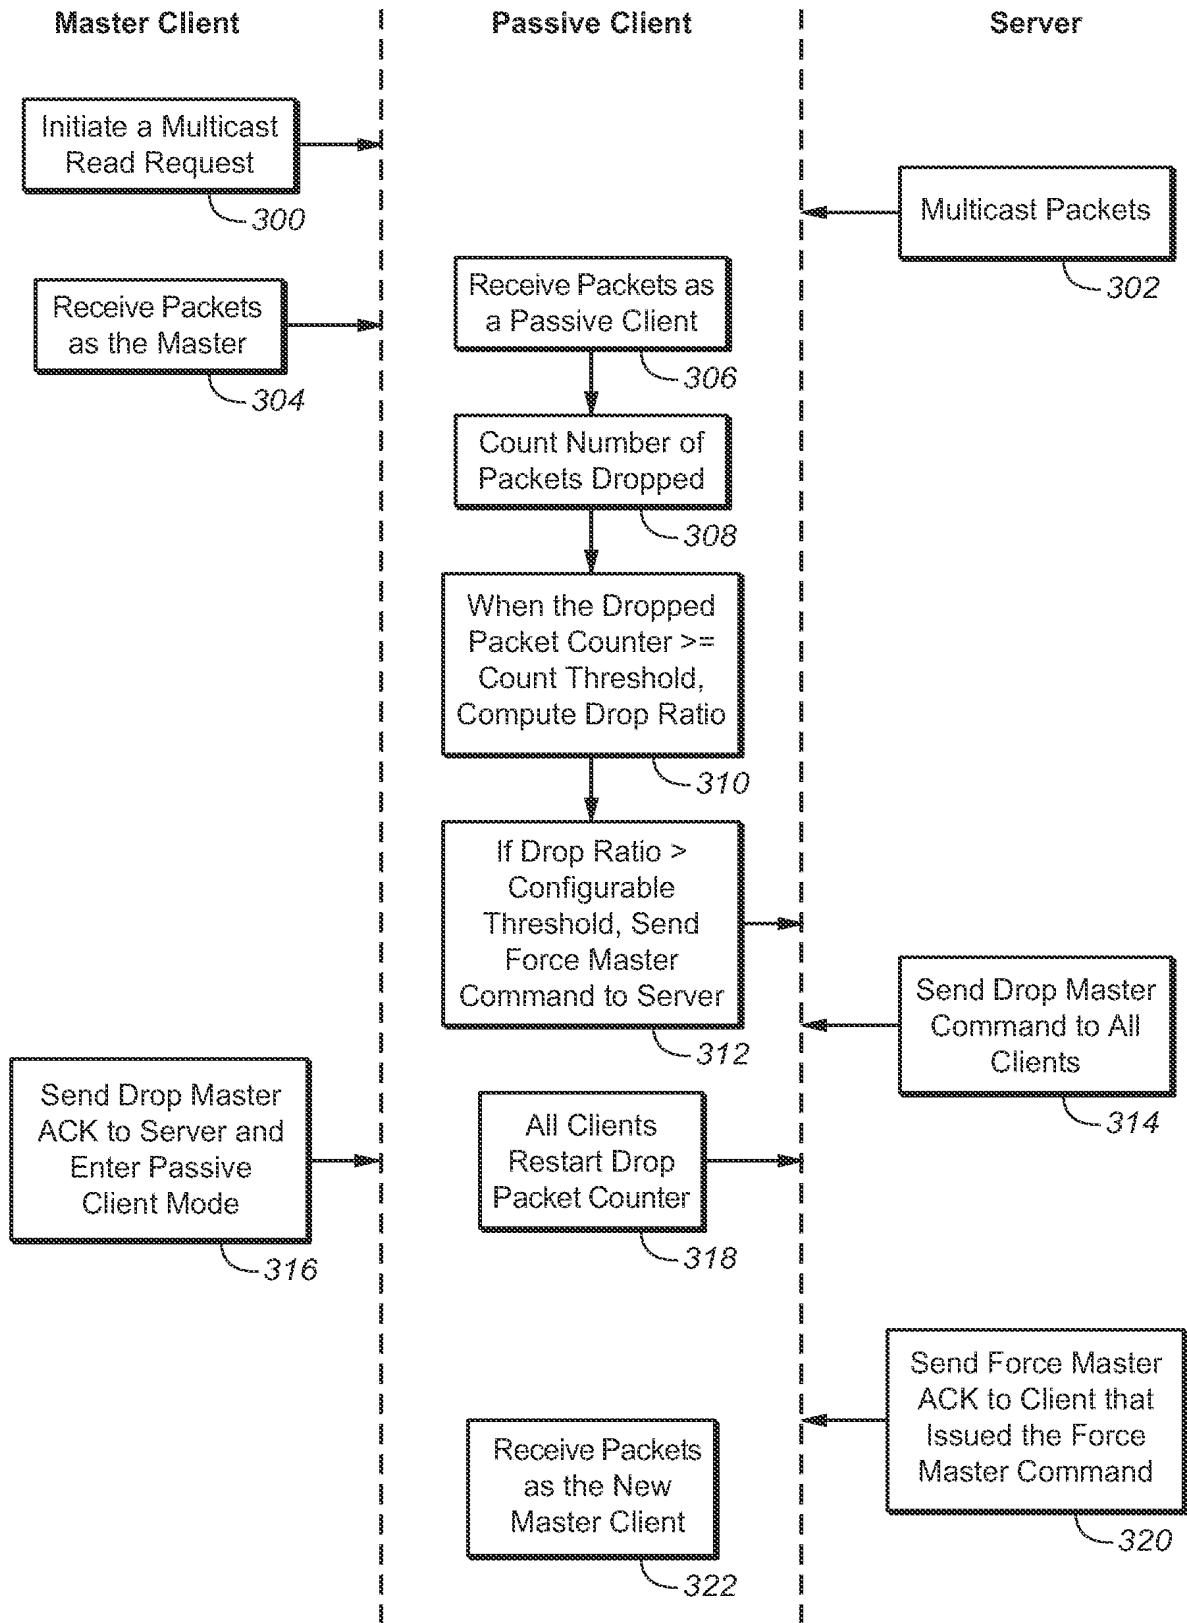 Master Client
Passive Client
Server
Initiate a Multicast
Read Request
300
Multicast Packets
302
Receive Packets
as the Master
304
Receive Packets as
a Passive Client
306
Count Number of
Packets Dropped
308
When the Dropped
Packet Counter >=
Count Threshold,
Compute Drop Ratio
310
If Drop Ratio >
Configurable
Threshold, Send
Force Master
Command to Server
312
Send Drop Master
Command to All
Clients
314
Send Drop Master
ACK to Server and
Enter Passive
Client Mode
316
All Clients
Restart Drop
Packet Counter
318
Send Force Master
ACK to Client that
Issued the Force
Master Command
320
Receive Packets
as the New
Master Client
322